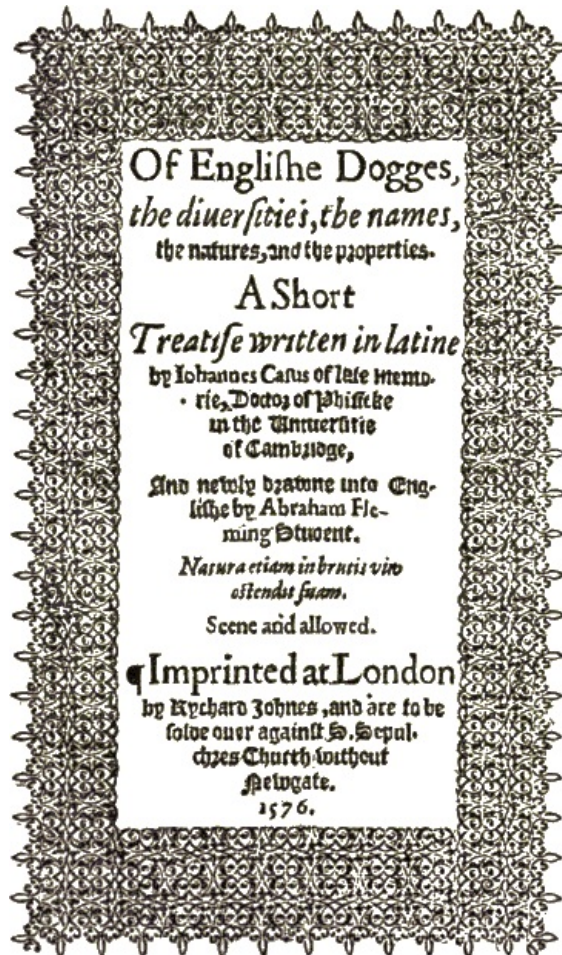 Of Englishe Dogges,
the diuersities, the names,
the natures, and the properties.
A Short
Treatise written in latine
by Iohannes Caius of late memo-
rie, Doctor of Phisicke
in the Uniuersitie
of Cambridge,
And newly drawne into Eng-
lishe by Abraham Fle-
ming Student.
Natura etiam in brutis vim
ostendit suam.
Seene and allowed.
¶Imprinted at London
by Rychard Johnes, and are to be
solde ouer against S. Sepul-
chres Church without
Newgate.
1576.